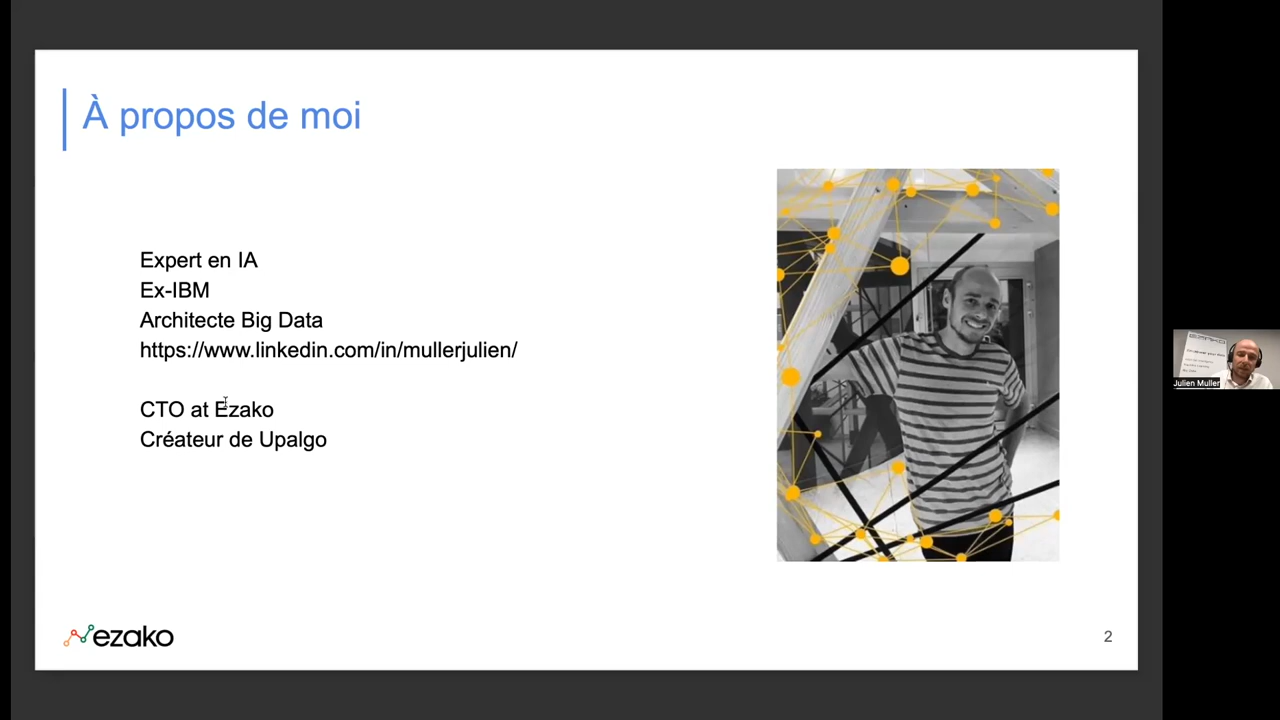 À propos de moi
Expert en IA
Ex-IBM
Architecte Big Data
https://www.linkedin.com/in/mullerjulien/
CTO at Ezako
Créateur de Upalgo
ezako
2
Julien Muller